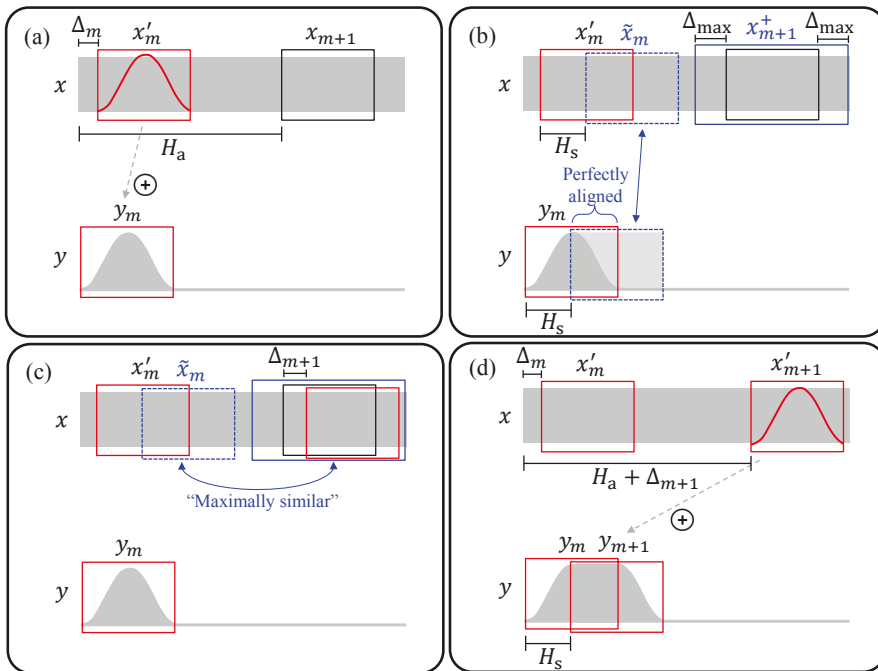 (a)
Δm x′m xm+1
x
Ha
+
ym
y
(b)
x′m x̃m Δmax x+m+1 Δmax
x
Hs
Perfectly
aligned
ym
y
Hs
(c)
x′m x̃m Δm+1
x
“Maximally similar”
ym
y
(d)
Δm x′m x′m+1
x
Ha + Δm+1
+
ym ym+1
y
Hs